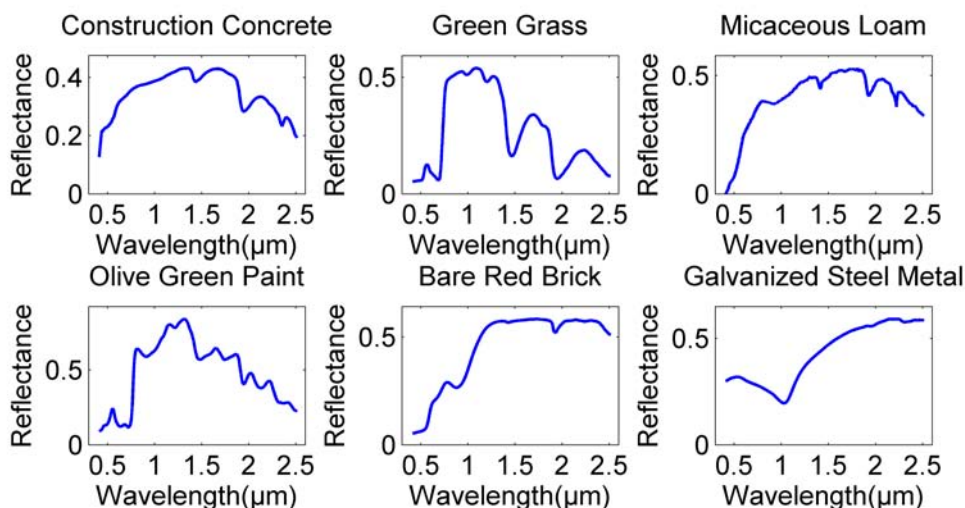 Construction Concrete
Green Grass
Micaceous Loam
Reflectance
0.4
0.2
0
0.5 1 1.5 2 2.5
Wavelength(μm)
Reflectance
0.5
0
0.5 1 1.5 2 2.5
Wavelength(μm)
Reflectance
0.5
0
0.5 1 1.5 2 2.5
Wavelength(μm)
Olive Green Paint
Bare Red Brick
Galvanized Steel Metal
Reflectance
0.5
0
0.5 1 1.5 2 2.5
Wavelength(μm)
Reflectance
0.5
0
0.5 1 1.5 2 2.5
Wavelength(μm)
Reflectance
0.5
0
0.5 1 1.5 2 2.5
Wavelength(μm)